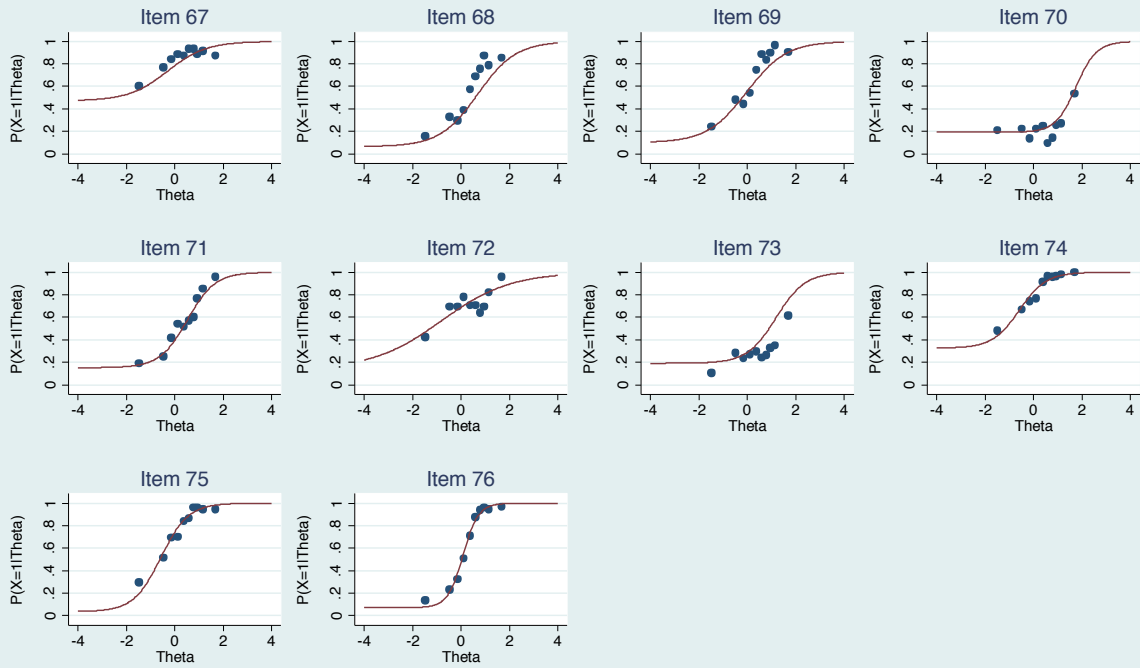 Item 67
P(X=1|Theta)
0 .2 .4 .6 .8 1
-4 -2 0 2 4
Theta
Item 68
P(X=1|Theta)
0 .2 .4 .6 .8 1
-4 -2 0 2 4
Theta
Item 69
P(X=1|Theta)
0 .2 .4 .6 .8 1
-4 -2 0 2 4
Theta
Item 70
P(X=1|Theta)
0 .2 .4 .6 .8 1
-4 -2 0 2 4
Theta
Item 71
P(X=1|Theta)
0 .2 .4 .6 .8 1
-4 -2 0 2 4
Theta
Item 72
P(X=1|Theta)
0 .2 .4 .6 .8 1
-4 -2 0 2 4
Theta
Item 73
P(X=1|Theta)
0 .2 .4 .6 .8 1
-4 -2 0 2 4
Theta
Item 74
P(X=1|Theta)
0 .2 .4 .6 .8 1
-4 -2 0 2 4
Theta
Item 75
P(X=1|Theta)
0 .2 .4 .6 .8 1
-4 -2 0 2 4
Theta
Item 76
P(X=1|Theta)
0 .2 .4 .6 .8 1
-4 -2 0 2 4
Theta